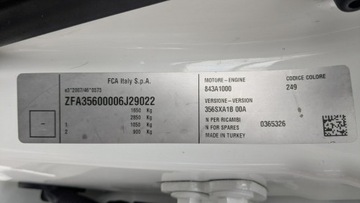 FCA Italy S.p.A.
e3*2007/46*0373
ZFA35600006J29022
1850 Kg
2850 Kg
1 1050 Kg
2 900 Kg
MOTORE - ENGINE
843A1000
VERSIONE - VERSION
356SXA1B 00A
N PER RICAMBI
N FOR SPARES
0365326
MADE IN TURKEY
CODICE COLORE
249